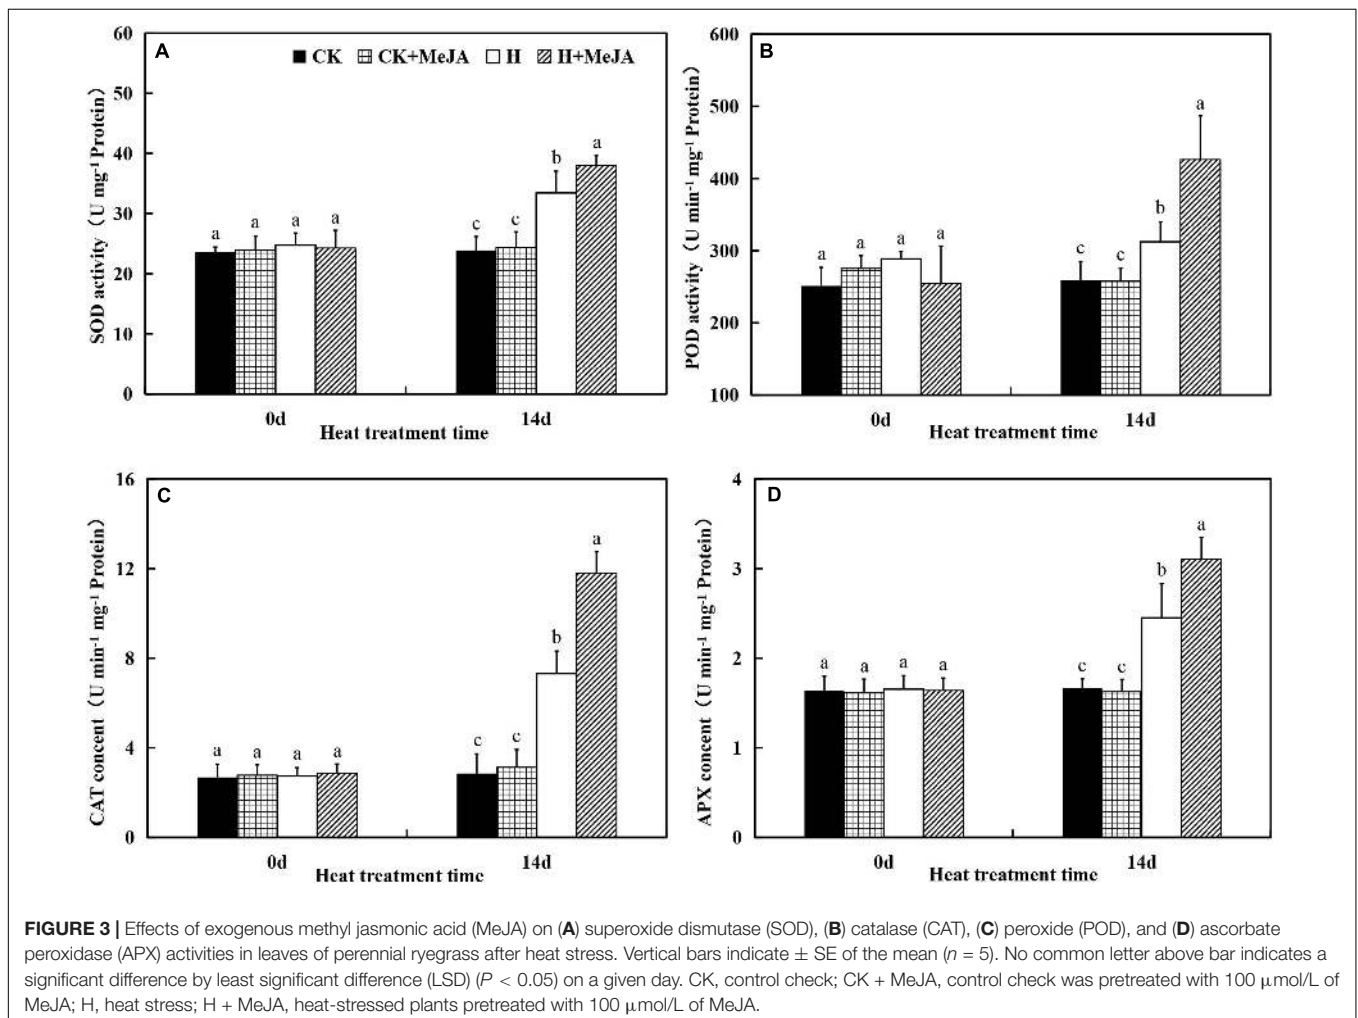 A
■ CK ▦ CK+MeJA □ H ▨ H+MeJA
SOD activity (U mg⁻¹ Protein)
60
50
40
30
20
10
0
a a a a
c c b a
0d 14d
Heat treatment time
B
POD activity (U min⁻¹ mg⁻¹ Protein)
600
500
400
300
200
100
a a a a
c c b a
0d 14d
Heat treatment time
C
CAT concent (U min⁻¹ mg⁻¹ Protein)
16
12
8
4
0
a a a a
c c b a
0d 14d
Heat treatment time
D
APX concent (U min⁻¹ mg⁻¹ Protein)
4
3
2
1
0
a a a a
c c b a
0d 14d
Heat treatment time
FIGURE 3 | Effects of exogenous methyl jasmonic acid (MeJA) on (A) superoxide dismutase (SOD), (B) catalase (CAT), (C) peroxide (POD), and (D) ascorbate
peroxidase (APX) activities in leaves of perennial ryegrass after heat stress. Vertical bars indicate ± SE of the mean (n = 5). No common letter above bar indicates a
significant difference by least significant difference (LSD) (P < 0.05) on a given day. CK, control check; CK + MeJA, control check was pretreated with 100 μmol/L of
MeJA; H, heat stress; H + MeJA, heat-stressed plants pretreated with 100 μmol/L of MeJA.